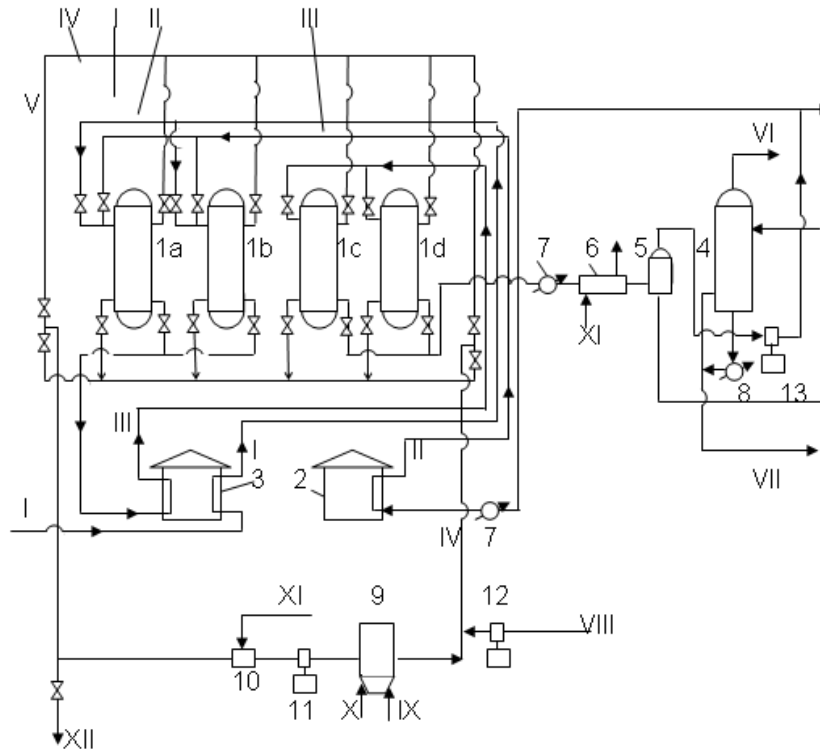 IV I II III
V
VI
1a 1b 1c 1d 7 6 5 4
XI
III I II 8 13
3 2 VII
I IV 7
XI 9 12
VIII
10 11 X IX
XII